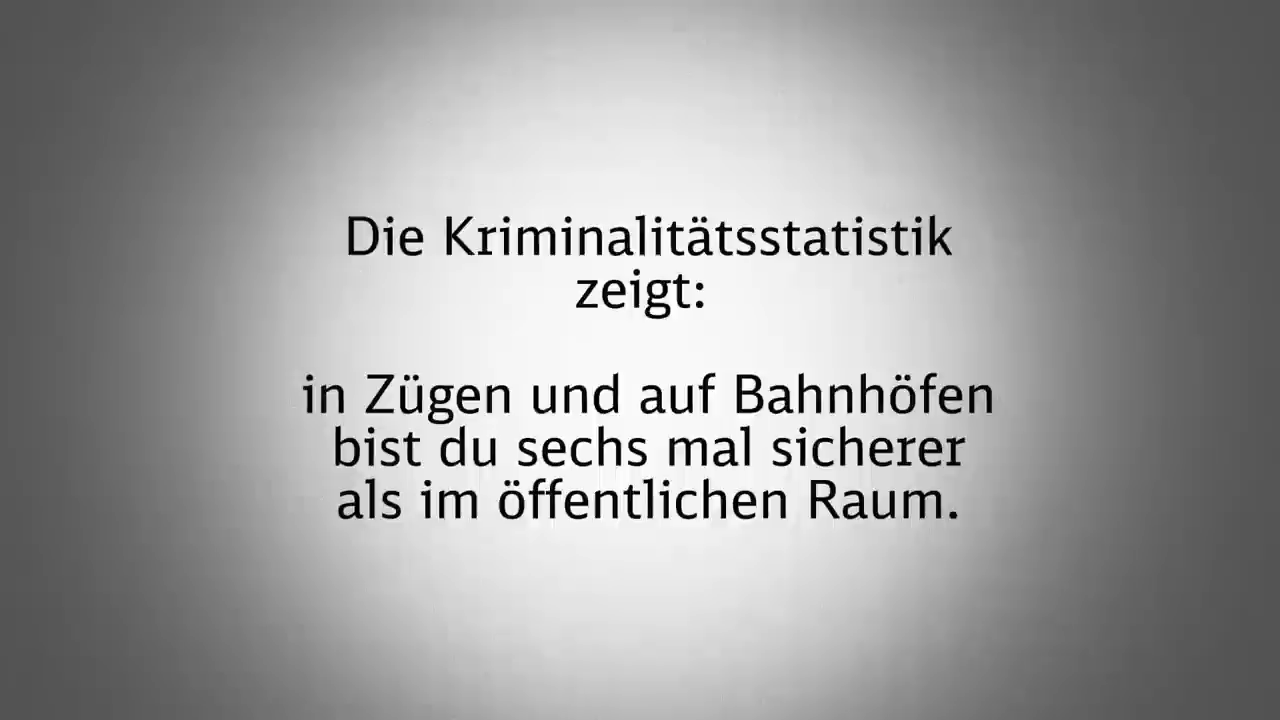 Die Kriminalitätsstatistik
zeigt:
in Zügen und auf Bahnhöfen
bist du sechs mal sicherer
als im öffentlichen Raum.